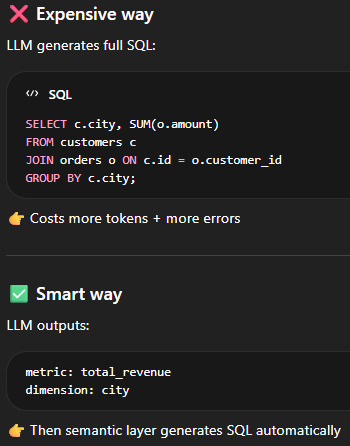 ❌ Expensive way
LLM generates full SQL:
</> SQL
SELECT c.city, SUM(o.amount)
FROM customers c
JOIN orders o ON c.id = o.customer_id
GROUP BY c.city;
👉 Costs more tokens + more errors
✅ Smart way
LLM outputs:
metric: total_revenue
dimension: city
👉 Then semantic layer generates SQL automatically